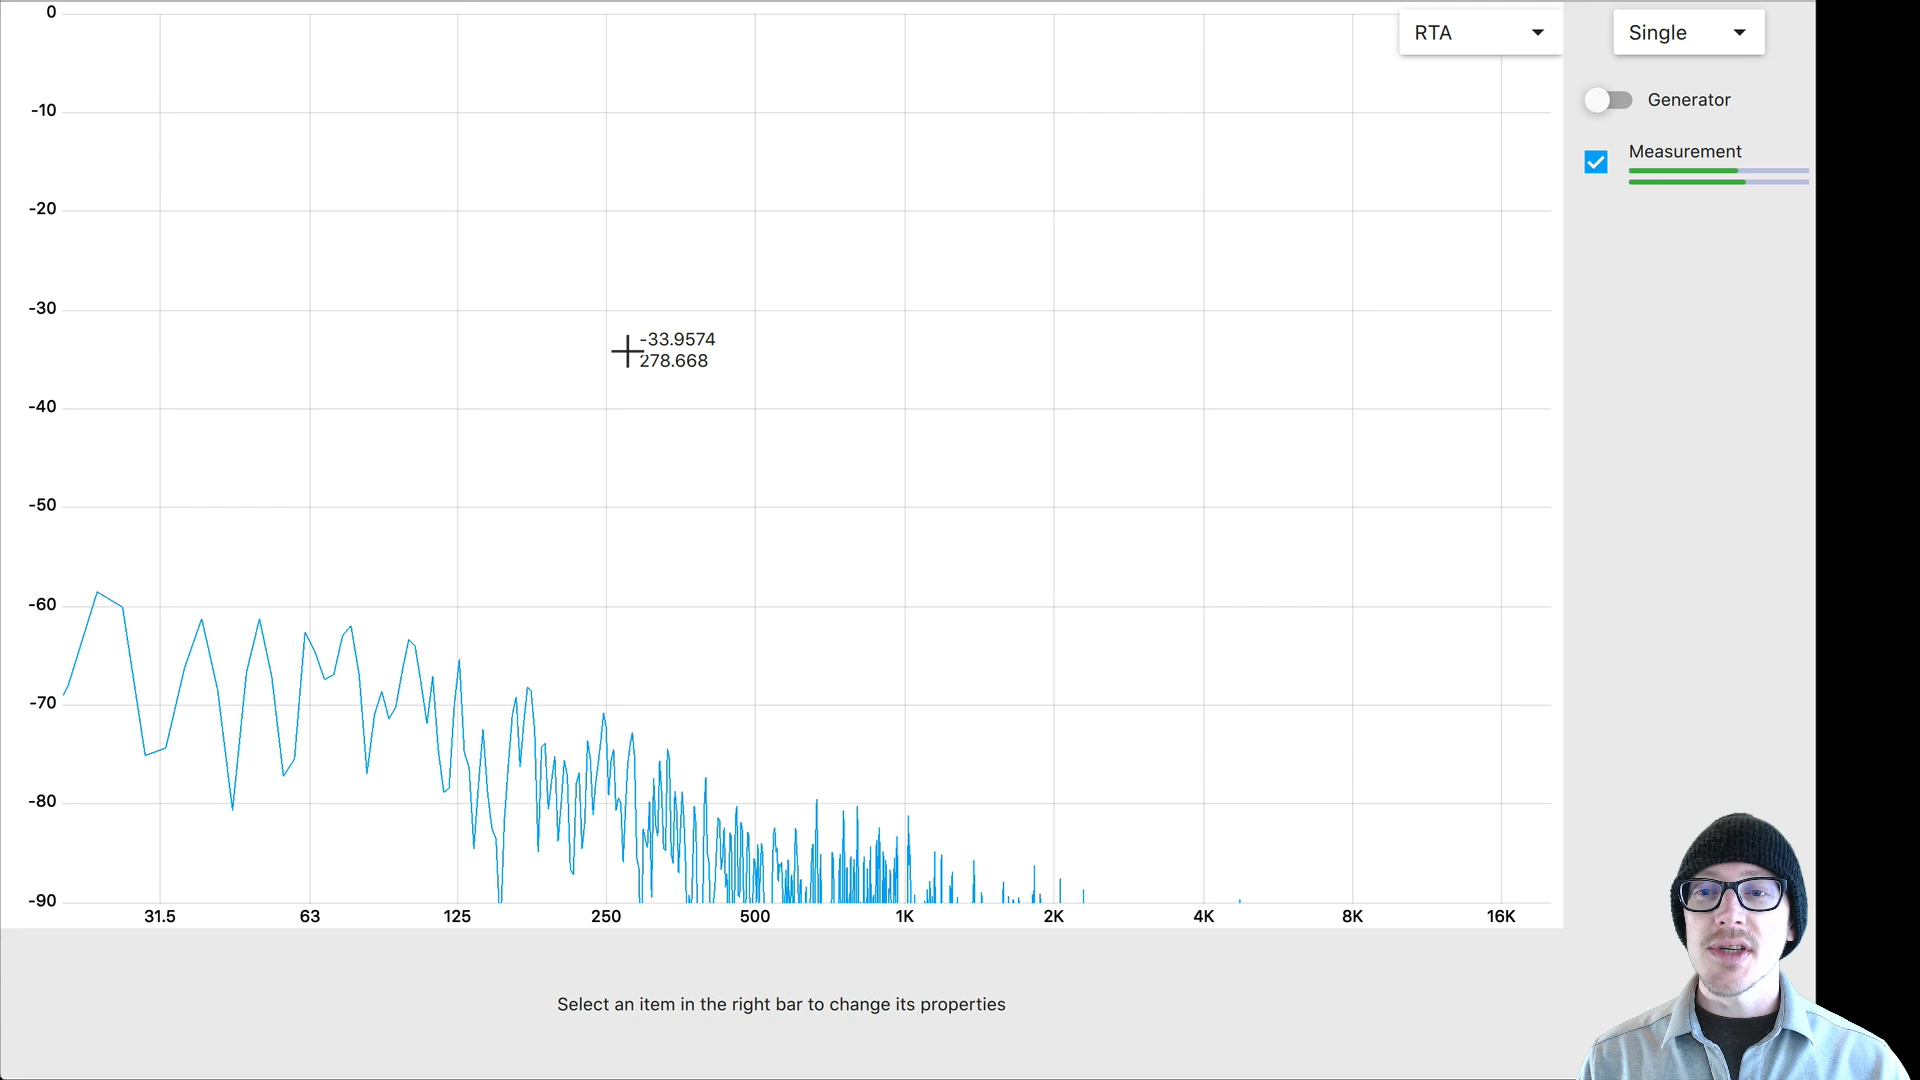 0
-10
-20
-30
-40
-50
-60
-70
-80
-90
31.5 63 125 250 500 1K 2K 4K 8K 16K
-33.9574
278.668
RTA
Single
Generator
Measurement
Select an item in the right bar to change its properties